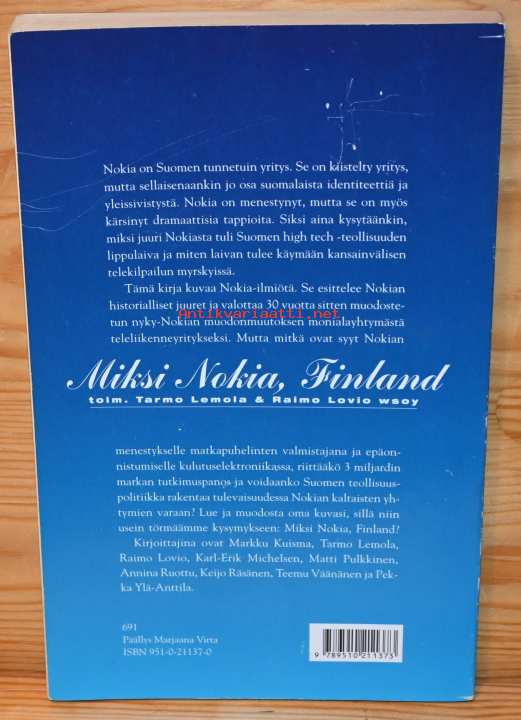 Nokia on Suomen tunnetuin yritys. Se on kiistelty yritys,
mutta sellaisenaankin jo osa suomalaista identiteettiä ja
yleissivistystä. Nokia on menestynyt, mutta se on myös
kärsinyt dramaattisia tappioita. Siksi aina kysytäänkin,
miksi juuri Nokiasta tuli Suomen high tech -teollisuuden
lippulaiva ja miten laivan tulee käymään kansainvälisen
telekilpailun myrskyissä.
Tämä kirja kuvaa Nokia-ilmiötä. Se esittelee Nokian
historialliset juuret ja valottaa 30 vuotta sitten muodoste-
Antikvariaatti.net
tun nyky-Nokian muodonmuutoksen monialayhtymästä
teleliikenneyritykseksi. Mutta mitkä ovat syyt Nokian
Miksi Nokia, Finland
toim. Tarmo Lemola & Raimo Lovio wsoy
menestykselle matkapuhelinten valmistajana ja epäon-
nistumiselle kulutuselektroniikassa, riittääkö 3 miljardin
markan tutkimuspanos ja voidaanko Suomen teollisuus-
politiikka rakentaa tulevaisuudessa Nokian kaltaisten yh-
tymien varaan? Lue ja muodosta oma kuvasi, sillä niin
usein törmäämme kysymykseen: Miksi Nokia, Finland?
Kirjoittajina ovat Markku Kuisma, Tarmo Lemola,
Raimo Lovio, Karl-Erik Michelsen, Matti Pulkkinen,
Annina Ruottu, Keijo Räsänen, Teemu Väänänen ja Pek-
ka Ylä-Anttila.
691
Päällys Marjaana Virta
ISBN 951-0-21137-0
9 789510 211373